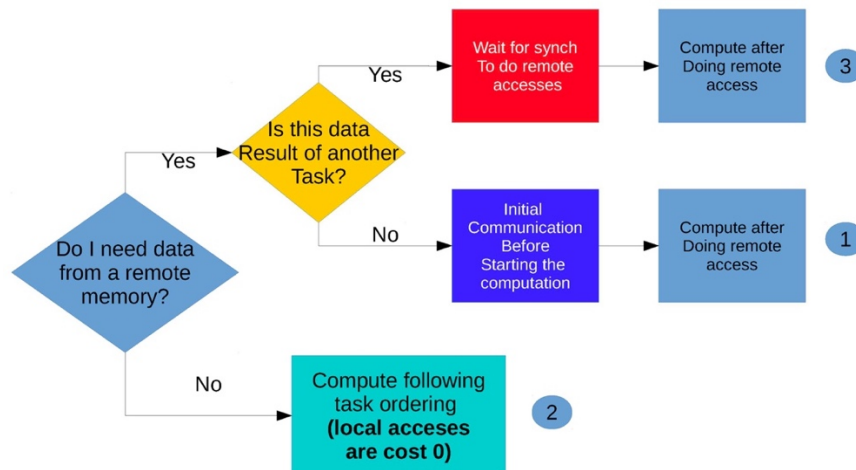 Wait for synch
To do remote
accesses
Compute after
Doing remote
access
3
Yes
Is this data
Result of another
Task?
Yes
No
Initial
Communication
Before
Starting the
computation
Compute after
Doing remote
access
1
Do I need data
from a remote
memory?
No
Compute following
task ordering
(local acceses
are cost 0)
2